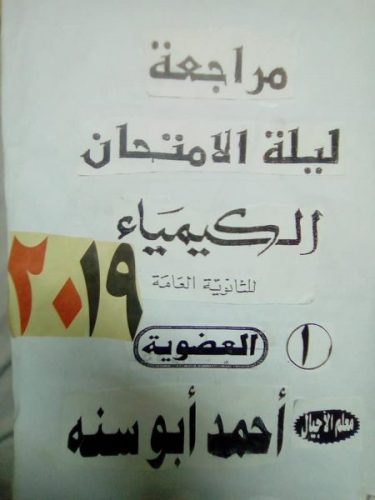 مراجعة
ليلة الامتحان
الكيمياء
للثانوية العامة
٢٠١٩
١ العضوية
معلم الأجيال أحمد أبو سنه